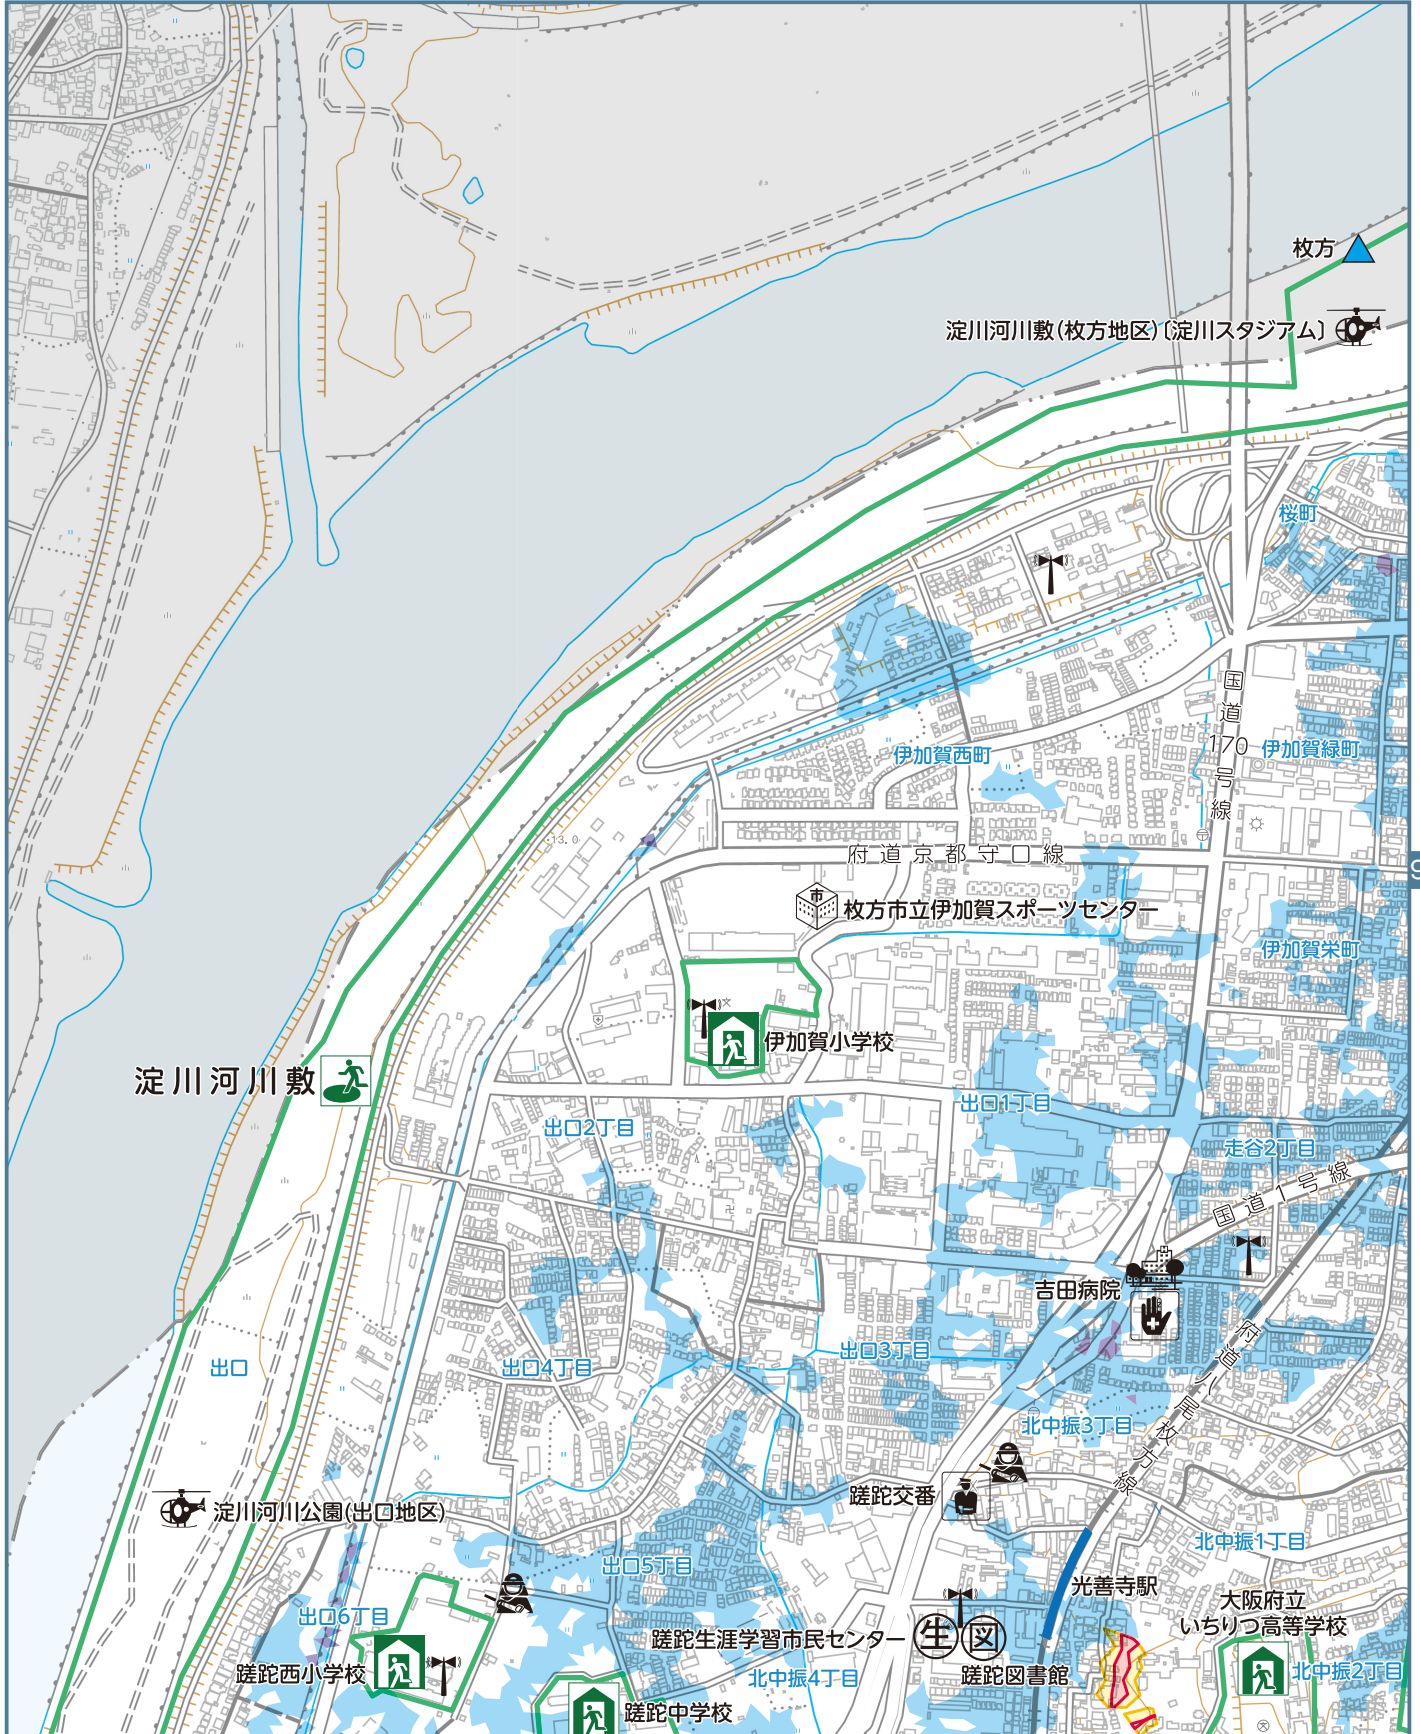 枚方
淀川河川敷(枚方地区)〔淀川スタジアム〕
桜町
国道170号線
伊加賀西町
伊加賀緑町
13.0
府道京都守口線
9
市
枚方市立伊加賀スポーツセンター
伊加賀栄町
文
伊加賀小学校
淀川河川敷
出口1丁目
出口2丁目
走谷2丁目
国道1号線
吉田病院
府道八尾枚方線
出口3丁目
出口
出口4丁目
北中振3丁目
蹉跎交番
淀川河川公園(出口地区)
北中振1丁目
出口5丁目
光善寺駅
大阪府立
いちりつ高等学校
出口6丁目
蹉跎生涯学習市民センター
生
図
蹉跎西小学校
蹉跎図書館
北中振4丁目
北中振2丁目
蹉跎中学校